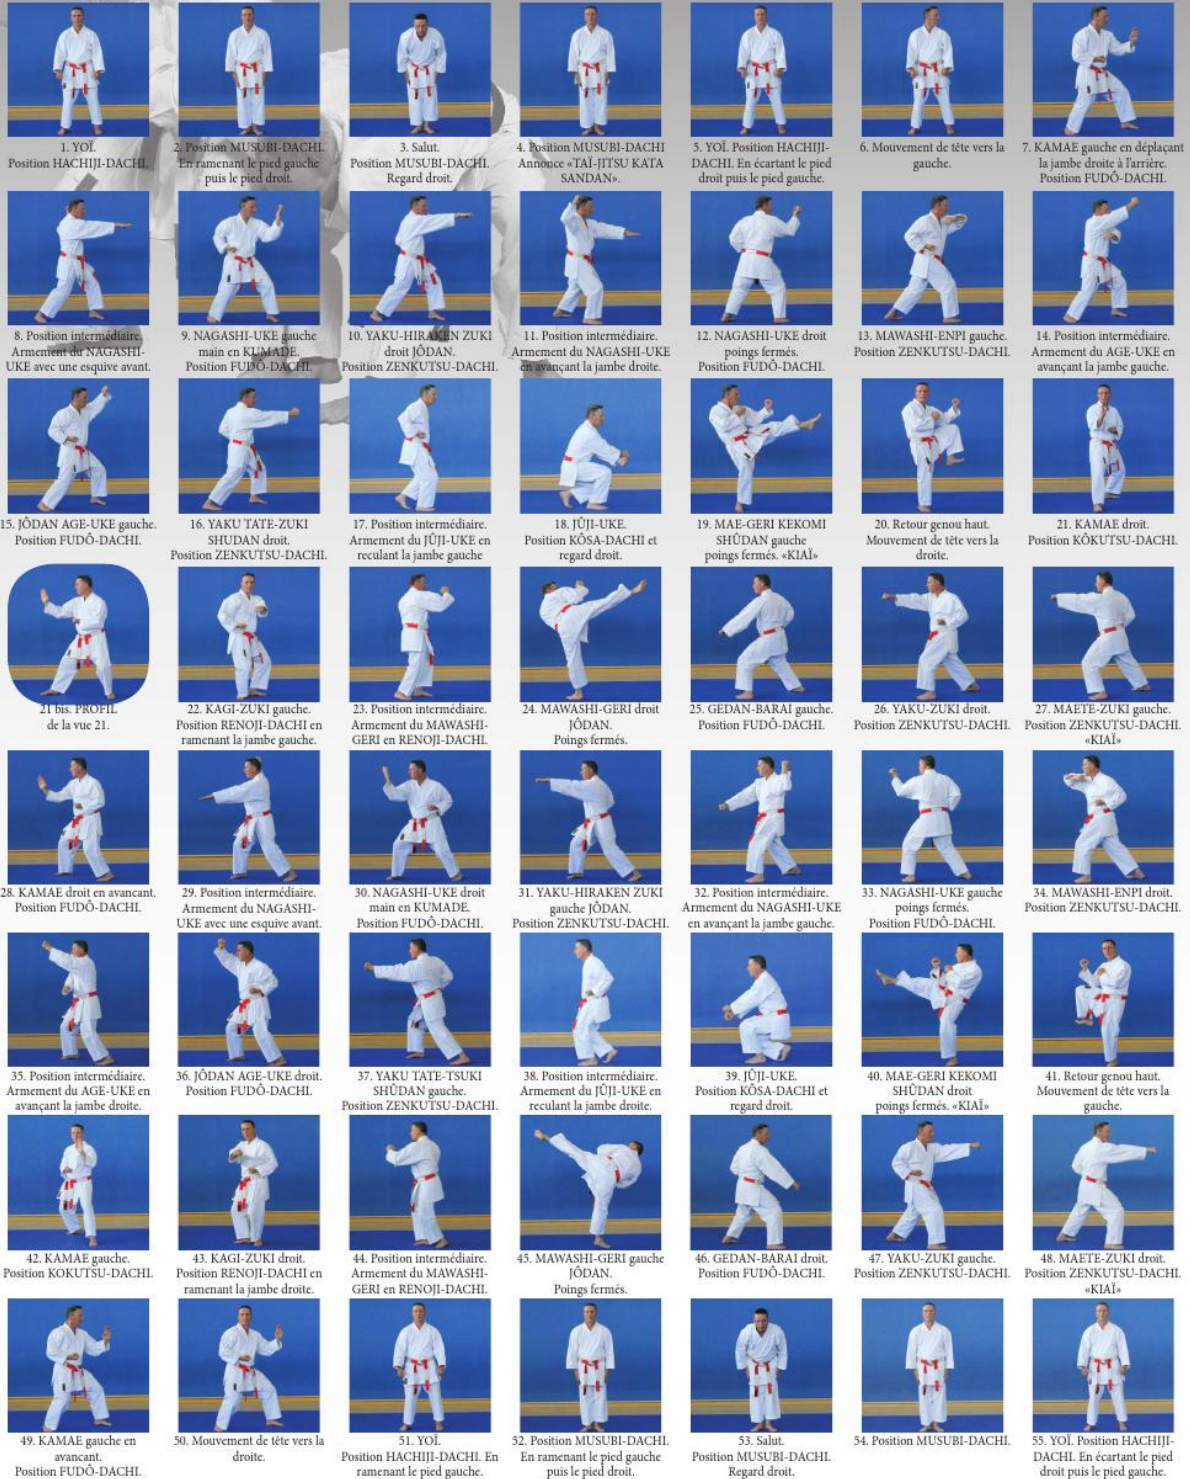 1. YOÏ.
Position HACHIJI-DACHI.
2. Position MUSUBI-DACHI.
En ramenant le pied gauche
puis le pied droit.
3. Salut.
Position MUSUBI-DACHI.
Regard droit.
4. Position MUSUBI-DACHI
Annonce «TAÏ-JITSU KATA
SANDAN».
5. YOÏ. Position HACHIJI-
DACHI. En écartant le pied
droit puis le pied gauche.
6. Mouvement de tête vers la
gauche.
7. KAMAE gauche en déplaçant
la jambe droite à l'arrière.
Position FUDÔ-DACHI.
8. Position intermédiaire.
Armement du NAGASHI-
UKE avec une esquive avant.
9. NAGASHI-UKE gauche
main en KUMADE.
Position FUDÔ-DACHI.
10. YAKU-HIRAKEN ZUKI
droit JÔDAN.
Position ZENKUTSU-DACHI.
11. Position intermédiaire.
Armement du NAGASHI-UKE
en avançant la jambe droite.
12. NAGASHI-UKE droit
poings fermés.
Position FUDÔ-DACHI.
13. MAWASHI-ENPI gauche.
Position ZENKUTSU-DACHI.
14. Position intermédiaire.
Armement du AGE-UKE en
avançant la jambe gauche.
15. JÔDAN AGE-UKE gauche.
Position FUDÔ-DACHI.
16. YAKU TATE-ZUKI
SHUDAN droit.
Position ZENKUTSU-DACHI.
17. Position intermédiaire.
Armement du JÛJI-UKE en
reculant la jambe gauche
18. JÛJI-UKE.
Position KÔSA-DACHI et
regard droit.
19. MAE-GERI KEKOMI
SHÛDAN gauche
poings fermés. «KIAÏ»
20. Retour genou haut.
Mouvement de tête vers la
droite.
21. KAMAE droit.
Position KÔKUTSU-DACHI.
21 bis. PROFIL
de la vue 21.
22. KAGI-ZUKI gauche.
Position RENOJI-DACHI en
ramenant la jambe gauche.
23. Position intermédiaire.
Armement du MAWASHI-
GERI en RENOJI-DACHI.
24. MAWASHI-GERI droit
JÔDAN.
Poings fermés.
25. GEDAN-BARAI gauche.
Position FUDÔ-DACHI.
26. YAKU-ZUKI droit.
Position ZENKUTSU-DACHI.
27. MAETE-ZUKI gauche.
Position ZENKUTSU-DACHI.
«KIAÏ»
28. KAMAE droit en avancant.
Position FUDÔ-DACHI.
29. Position intermédiaire.
Armement du NAGASHI-
UKE avec une esquive avant.
30. NAGASHI-UKE droit
main en KUMADE.
Position FUDÔ-DACHI.
31. YAKU-HIRAKEN ZUKI
gauche JÔDAN.
Position ZENKUTSU-DACHI.
32. Position intermédiaire.
Armement du NAGASHI-UKE
en avançant la jambe gauche.
33. NAGASHI-UKE gauche
poings fermés.
Position FUDÔ-DACHI.
34. MAWASHI-ENPI droit.
Position ZENKUTSU-DACHI.
35. Position intermédiaire.
Armement du AGE-UKE en
avançant la jambe droite.
36. JÔDAN AGE-UKE droit.
Position FUDÔ-DACHI.
37. YAKU TATE-TSUKI
SHÛDAN gauche.
Position ZENKUTSU-DACHI.
38. Position intermédiaire.
Armement du JÛJI-UKE en
reculant la jambe droite.
39. JÛJI-UKE.
Position KÔSA-DACHI et
regard droit.
40. MAE-GERI KEKOMI
SHÛDAN droit
poings fermés. «KIAÏ»
41. Retour genou haut.
Mouvement de tête vers la
gauche.
42. KAMAE gauche.
Position KOKUTSU-DACHI.
43. KAGI-ZUKI droit.
Position RENOJI-DACHI en
ramenant la jambe droite.
44. Position intermédiaire.
Armement du MAWASHI-
GERI en RENOJI-DACHI.
45. MAWASHI-GERI gauche
JÔDAN.
Poings fermés.
46. GEDAN-BARAI droit.
Position FUDÔ-DACHI.
47. YAKU-ZUKI gauche.
Position ZENKUTSU-DACHI.
48. MAETE-ZUKI droit.
Position ZENKUTSU-DACHI.
«KIAÏ»
49. KAMAE gauche en
avancant.
Position FUDÔ-DACHI.
50. Mouvement de tête vers la
droite.
51. YOÏ.
Position HACHIJI-DACHI. En
ramenant le pied gauche.
52. Position MUSUBI-DACHI.
En ramenant le pied gauche
puis le pied droit.
53. Salut.
Position MUSUBI-DACHI.
Regard droit.
54. Position MUSUBI-DACHI.
55. YOÏ. Position HACHIJI-
DACHI. En écartant le pied
droit puis le pied gauche.